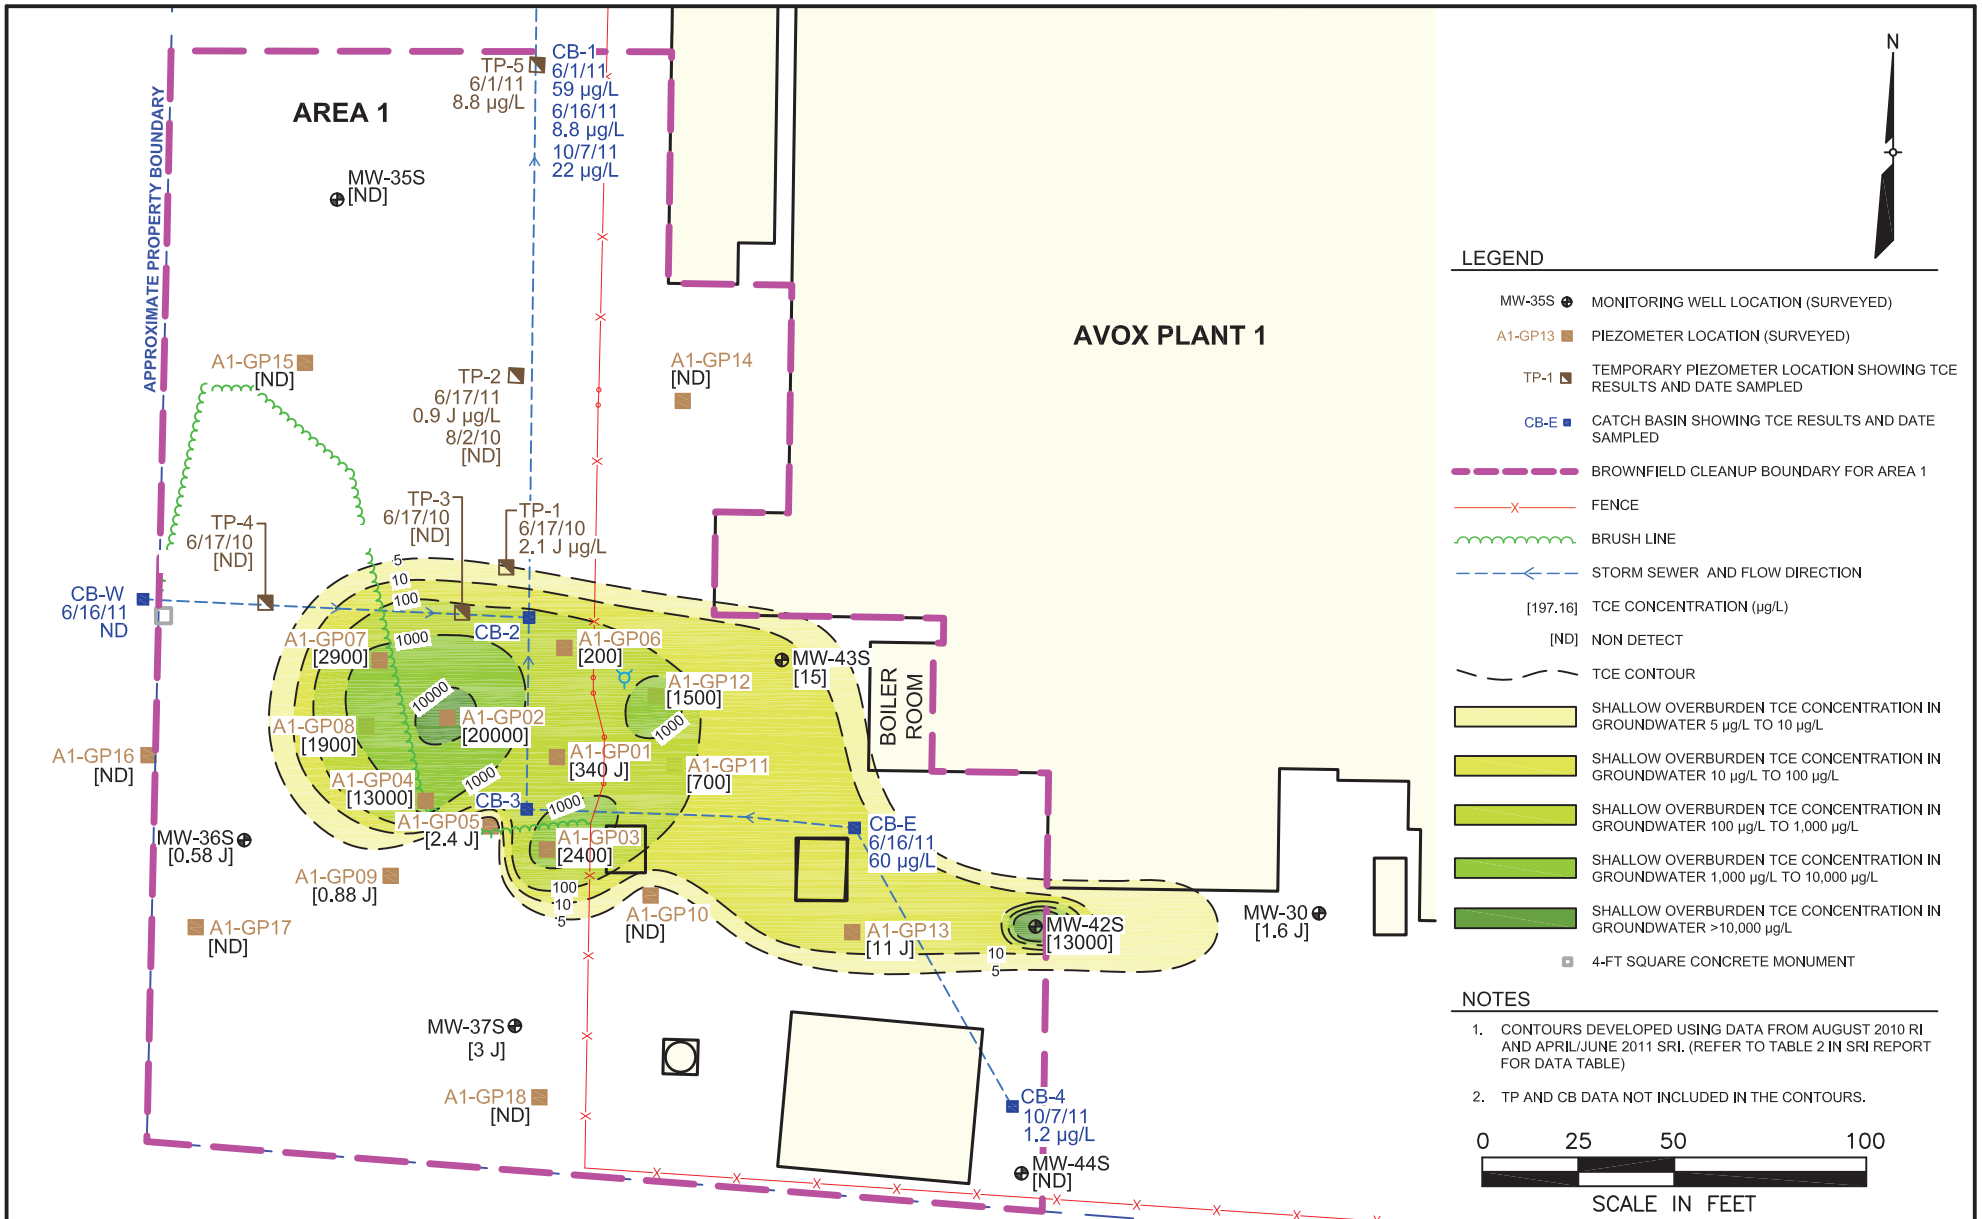 CB-1
6/1/11
59 µg/L
6/16/11
8.8 µg/L
10/7/11
22 µg/L
TP-5
6/1/11
8.8 µg/L
AREA 1
APPROXIMATE PROPERTY BOUNDARY
MW-35S
[ND]
A1-GP15
[ND]
TP-2
6/17/11
0.9 J µg/L
8/2/10
[ND]
A1-GP14
[ND]
AVOX PLANT 1
TP-4
6/17/10
[ND]
TP-3
6/17/10
[ND]
TP-1
6/17/10
2.1 J µg/L
5
10
100
1000
CB-W
6/16/11
ND
CB-2
A1-GP07
[2900]
A1-GP06
[200]
MW-43S
[15]
BOILER
ROOM
10000
A1-GP12
[1500]
1000
A1-GP02
[20000]
A1-GP08
[1900]
A1-GP16
[ND]
A1-GP01
[340 J]
A1-GP11
[700]
A1-GP04
[13000]
1000
CB-3
1000
A1-GP05
[2.4 J]
A1-GP03
[2400]
CB-E
6/16/11
60 µg/L
MW-36S
[0.58 J]
A1-GP09
[0.88 J]
100
10
5
A1-GP10
[ND]
A1-GP17
[ND]
A1-GP13
[11 J]
MW-42S
[13000]
10
5
MW-30
[1.6 J]
MW-37S
[3 J]
A1-GP18
[ND]
CB-4
10/7/11
1.2 µg/L
MW-44S
[ND]
N
LEGEND
MW-35S MONITORING WELL LOCATION (SURVEYED)
A1-GP13 PIEZOMETER LOCATION (SURVEYED)
TP-1 TEMPORARY PIEZOMETER LOCATION SHOWING TCE
RESULTS AND DATE SAMPLED
CB-E CATCH BASIN SHOWING TCE RESULTS AND DATE
SAMPLED
BROWNFIELD CLEANUP BOUNDARY FOR AREA 1
X FENCE
BRUSH LINE
STORM SEWER AND FLOW DIRECTION
[197.16] TCE CONCENTRATION (µg/L)
[ND] NON DETECT
TCE CONTOUR
SHALLOW OVERBURDEN TCE CONCENTRATION IN
GROUNDWATER 5 µg/L TO 10 µg/L
SHALLOW OVERBURDEN TCE CONCENTRATION IN
GROUNDWATER 10 µg/L TO 100 µg/L
SHALLOW OVERBURDEN TCE CONCENTRATION IN
GROUNDWATER 100 µg/L TO 1,000 µg/L
SHALLOW OVERBURDEN TCE CONCENTRATION IN
GROUNDWATER 1,000 µg/L TO 10,000 µg/L
SHALLOW OVERBURDEN TCE CONCENTRATION IN
GROUNDWATER >10,000 µg/L
4-FT SQUARE CONCRETE MONUMENT
NOTES
1. CONTOURS DEVELOPED USING DATA FROM AUGUST 2010 RI
AND APRIL/JUNE 2011 SRI. (REFER TO TABLE 2 IN SRI REPORT
FOR DATA TABLE)
2. TP AND CB DATA NOT INCLUDED IN THE CONTOURS.
0 25 50 100
SCALE IN FEET